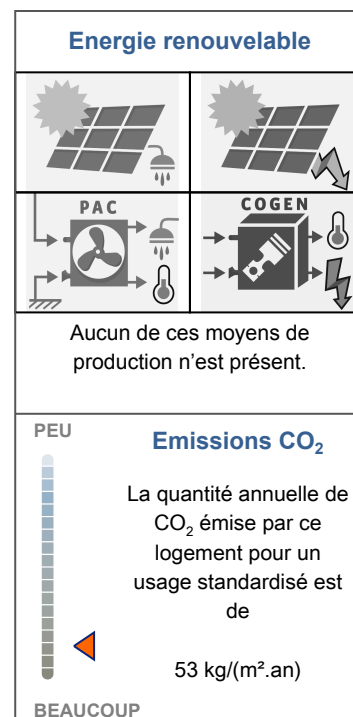 Energie renouvelable
PAC
COGEN
Aucun de ces moyens de
production n'est présent.
PEU
Emissions CO₂
La quantité annuelle de
CO₂ émise par ce
logement pour un
usage standardisé est
de
53 kg/(m².an)
BEAUCOUP